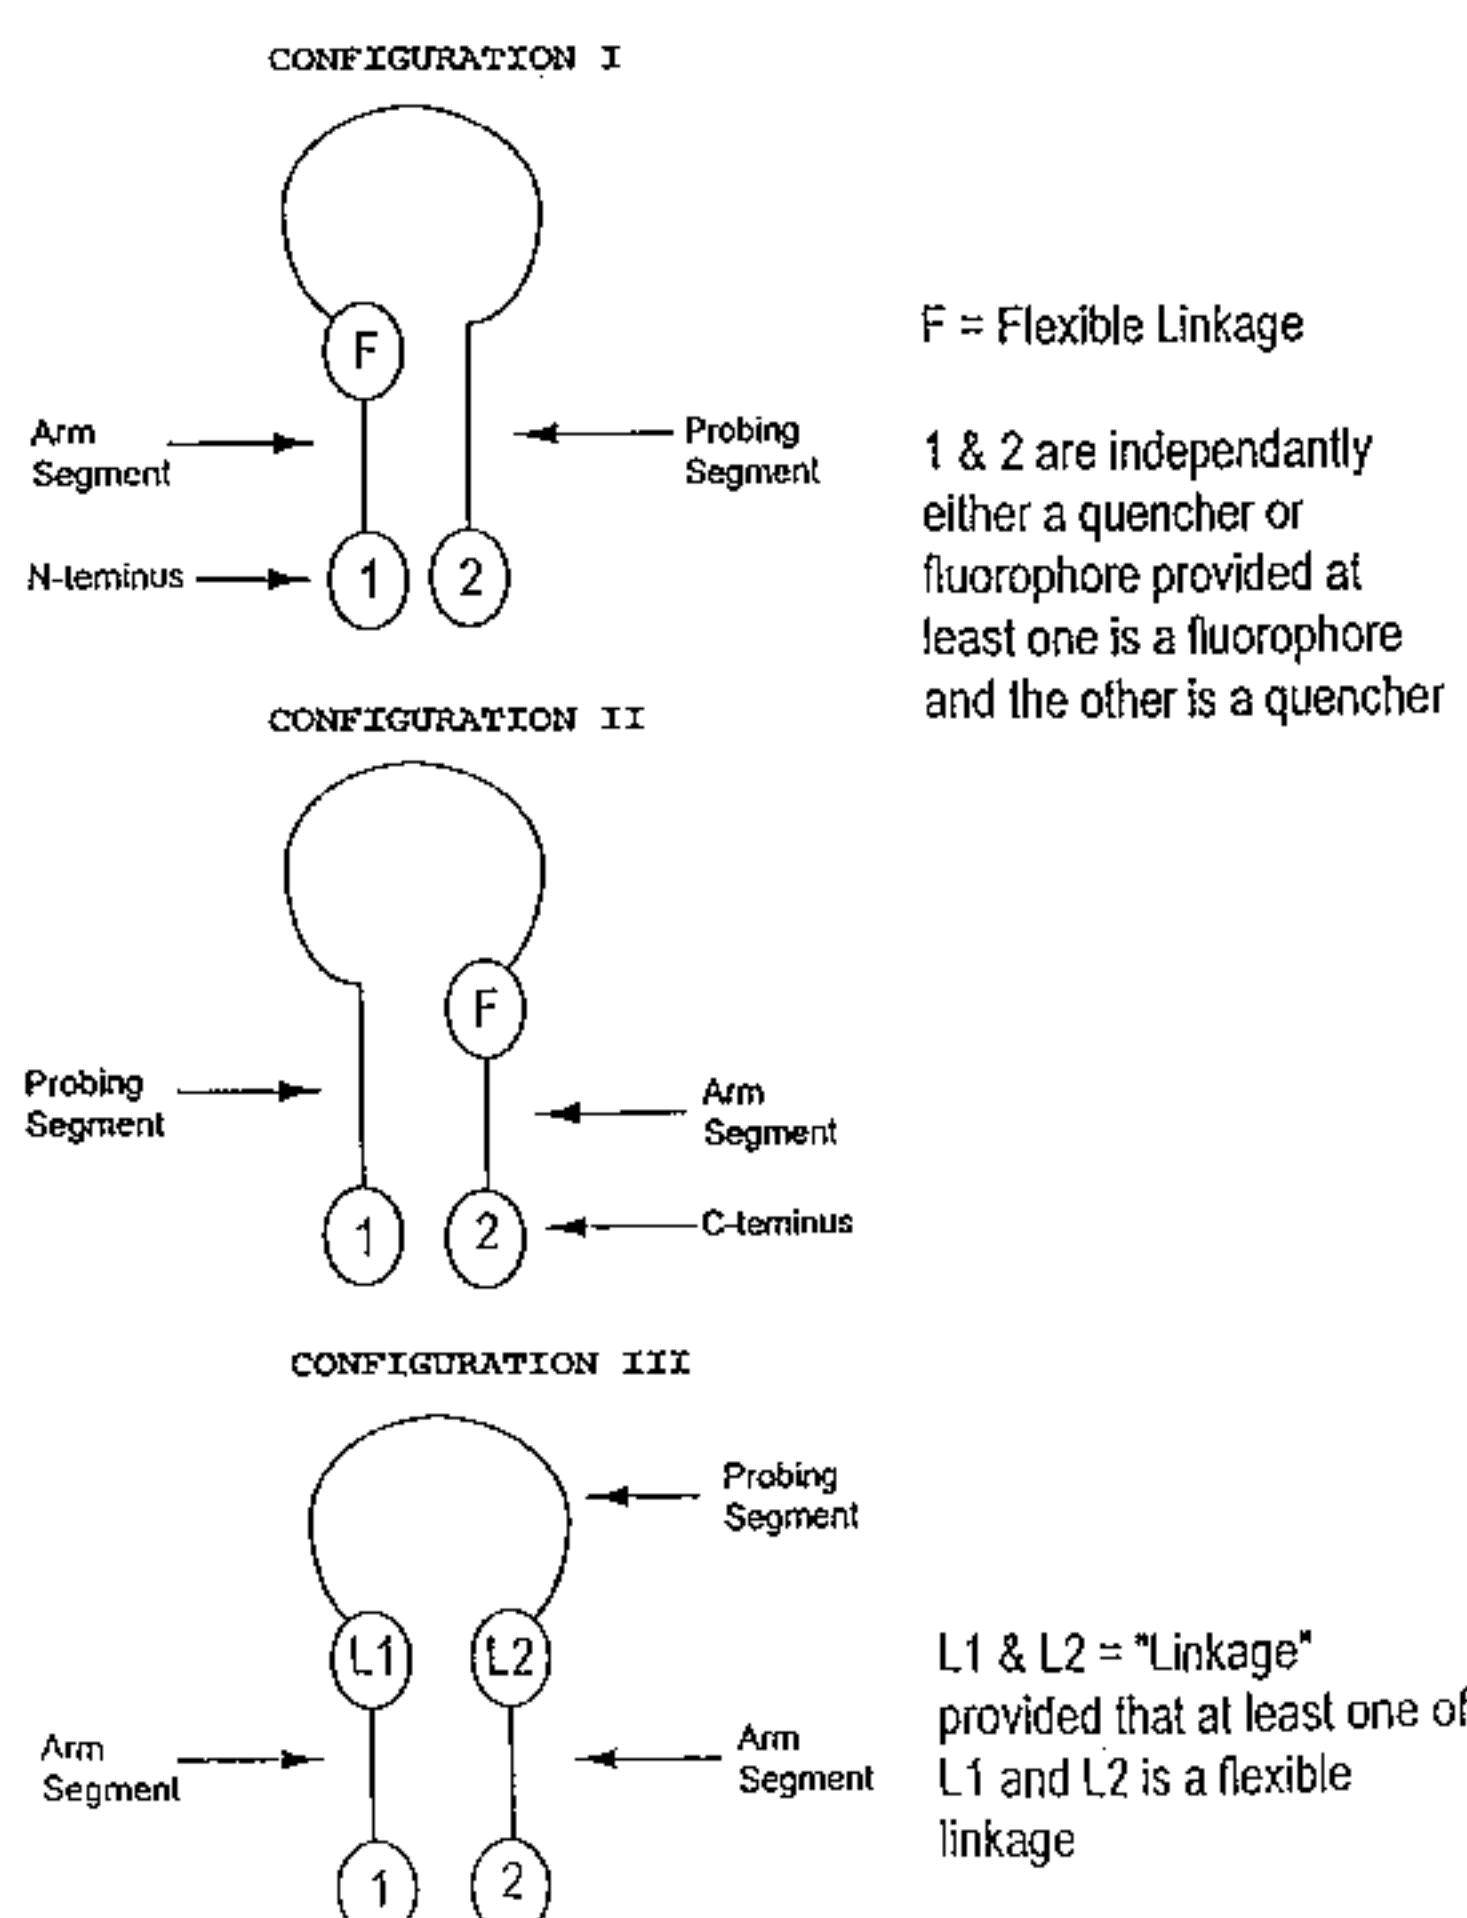 CONFIGURATION I
F
F = Flexible Linkage
Arm
Segment
Probing
Segment
1 & 2 are independantly
either a quencher or
fluorophore provided at
least one is a fluorophore
and the other is a quencher
N-teminus
1
2
CONFIGURATION II
F
Probing
Segment
Arm
Segment
1
2
C-teminus
CONFIGURATION III
Probing
Segment
L1
L2
L1 & L2 = "Linkage"
provided that at least one of
L1 and L2 is a flexible
linkage
Arm
Segment
Arm
Segment
1
2